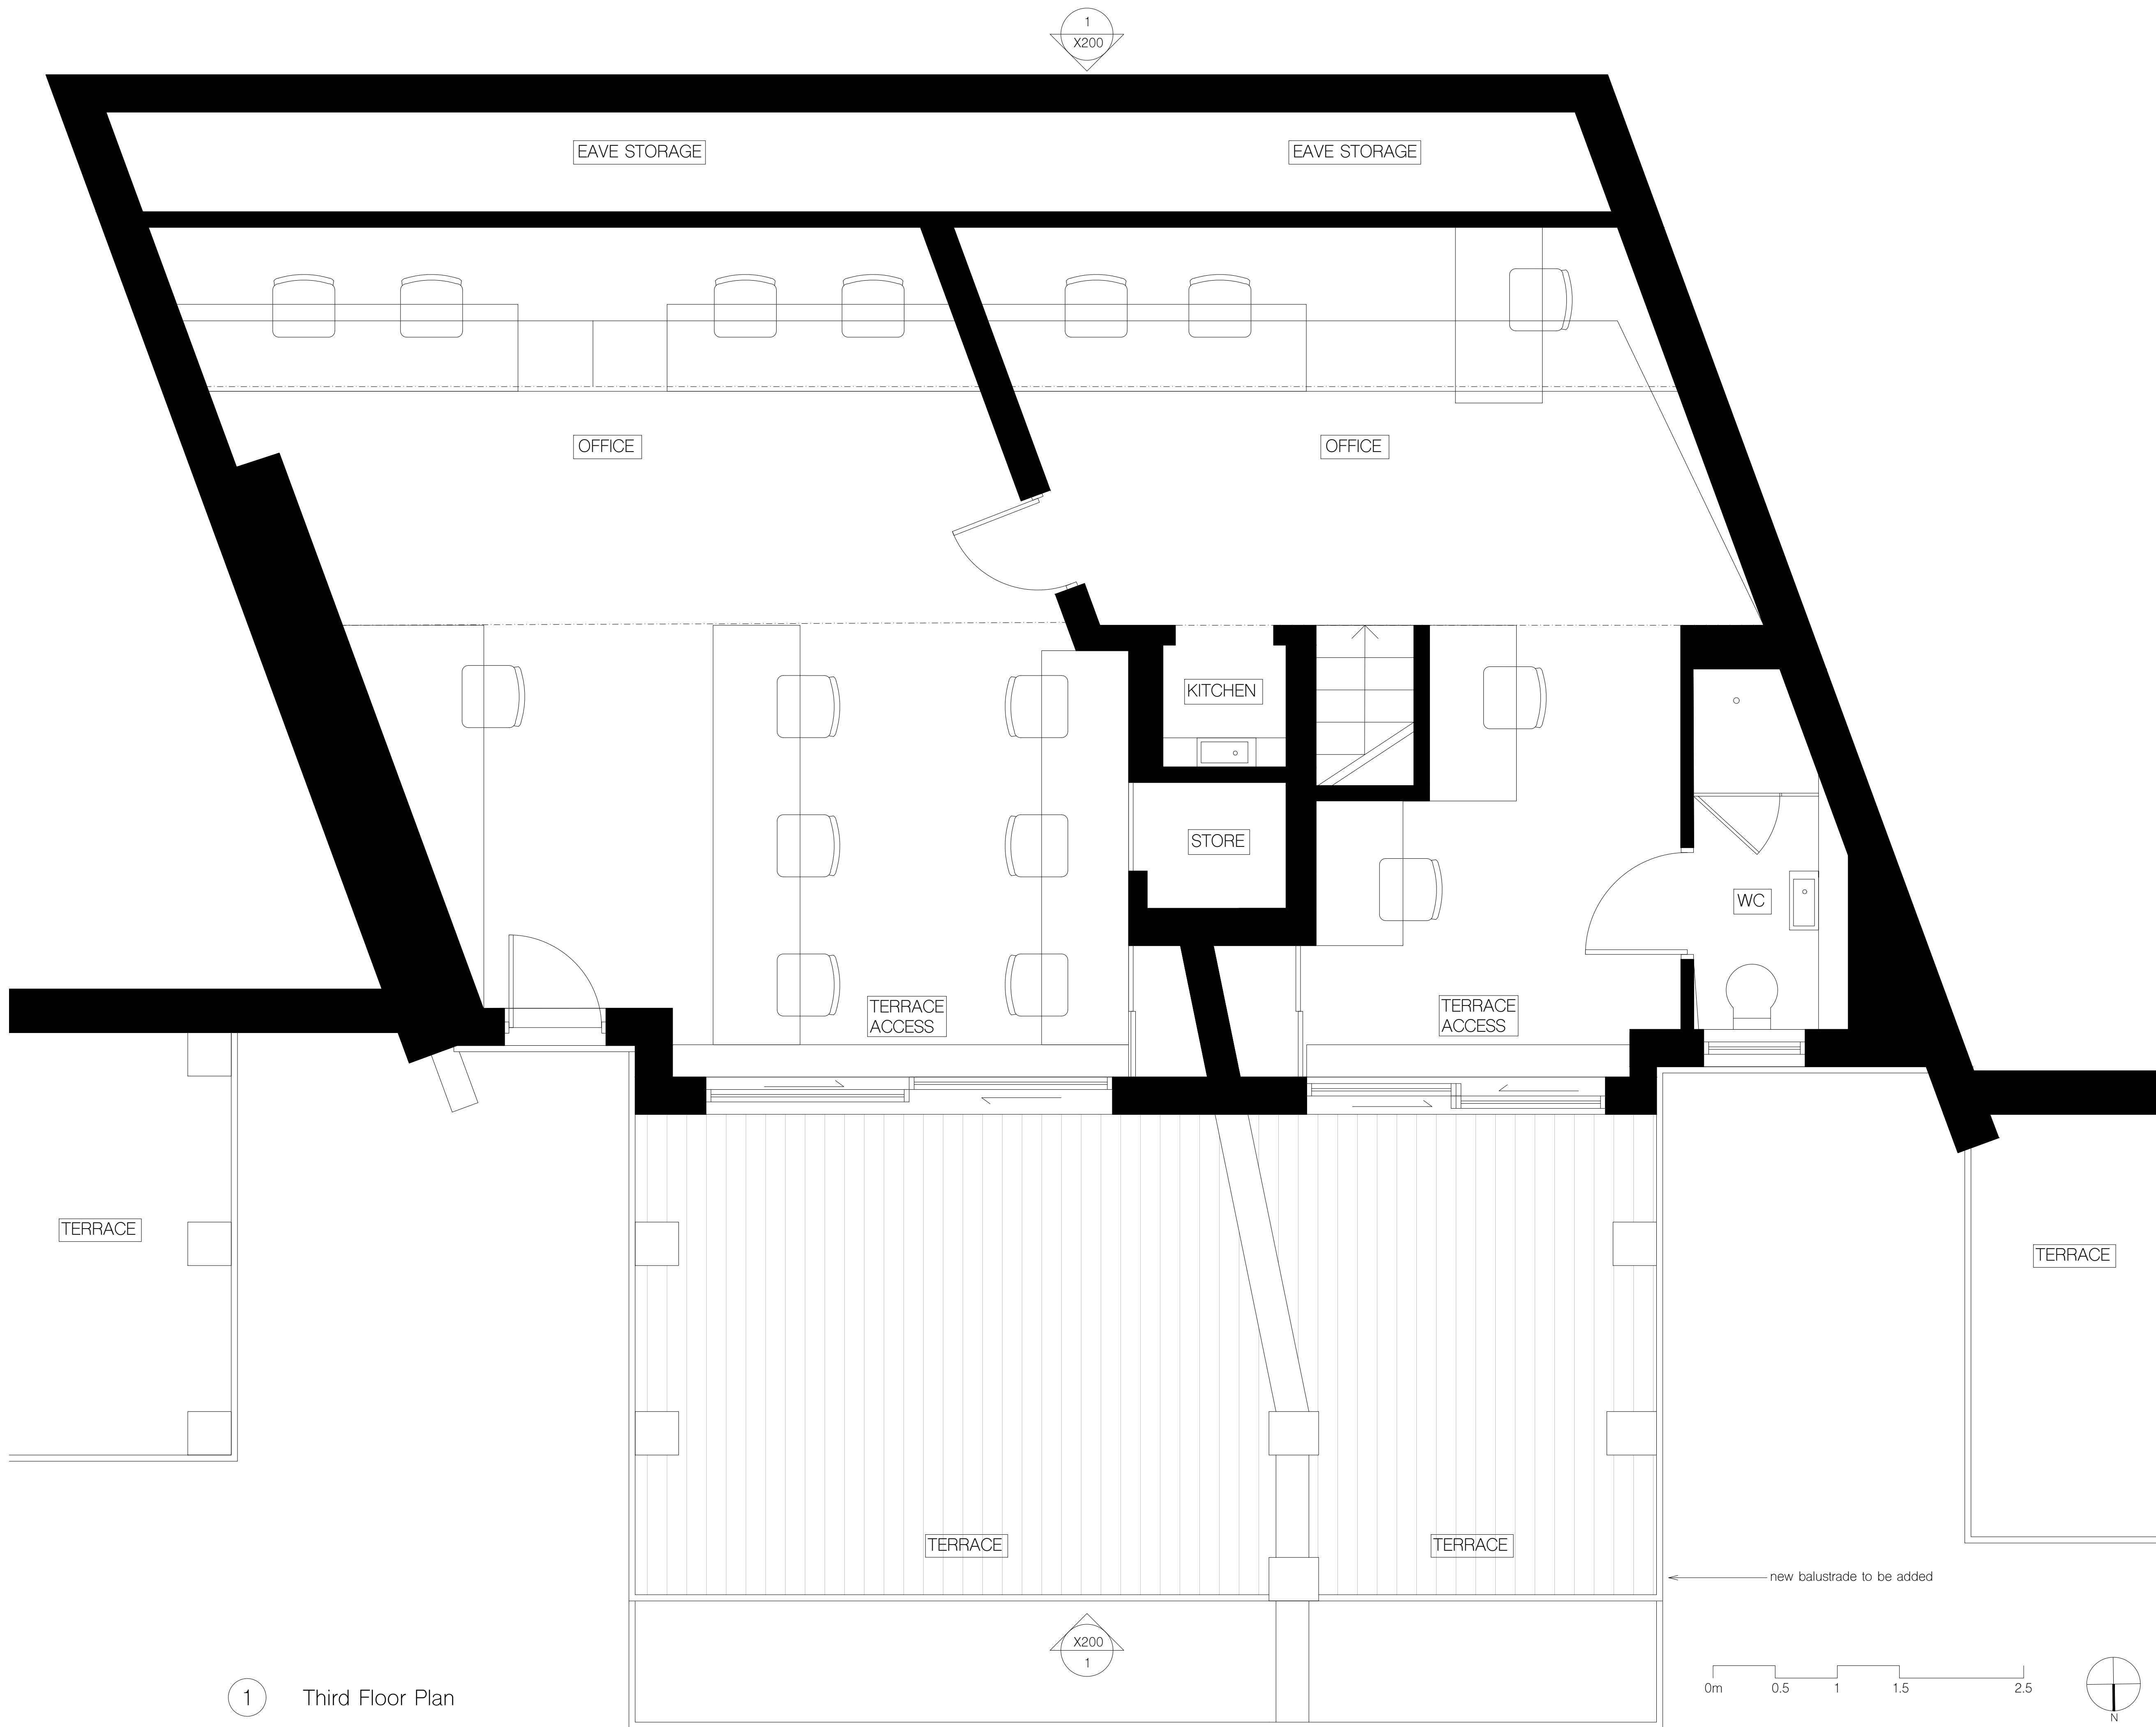 1
X200
EAVE STORAGE
EAVE STORAGE
OFFICE
OFFICE
KITCHEN
STORE
WC
TERRACE
ACCESS
TERRACE
ACCESS
TERRACE
TERRACE
TERRACE
TERRACE
new balustrade to be added
X200
1
1 Third Floor Plan
0m 0.5 1 1.5 2.5
N